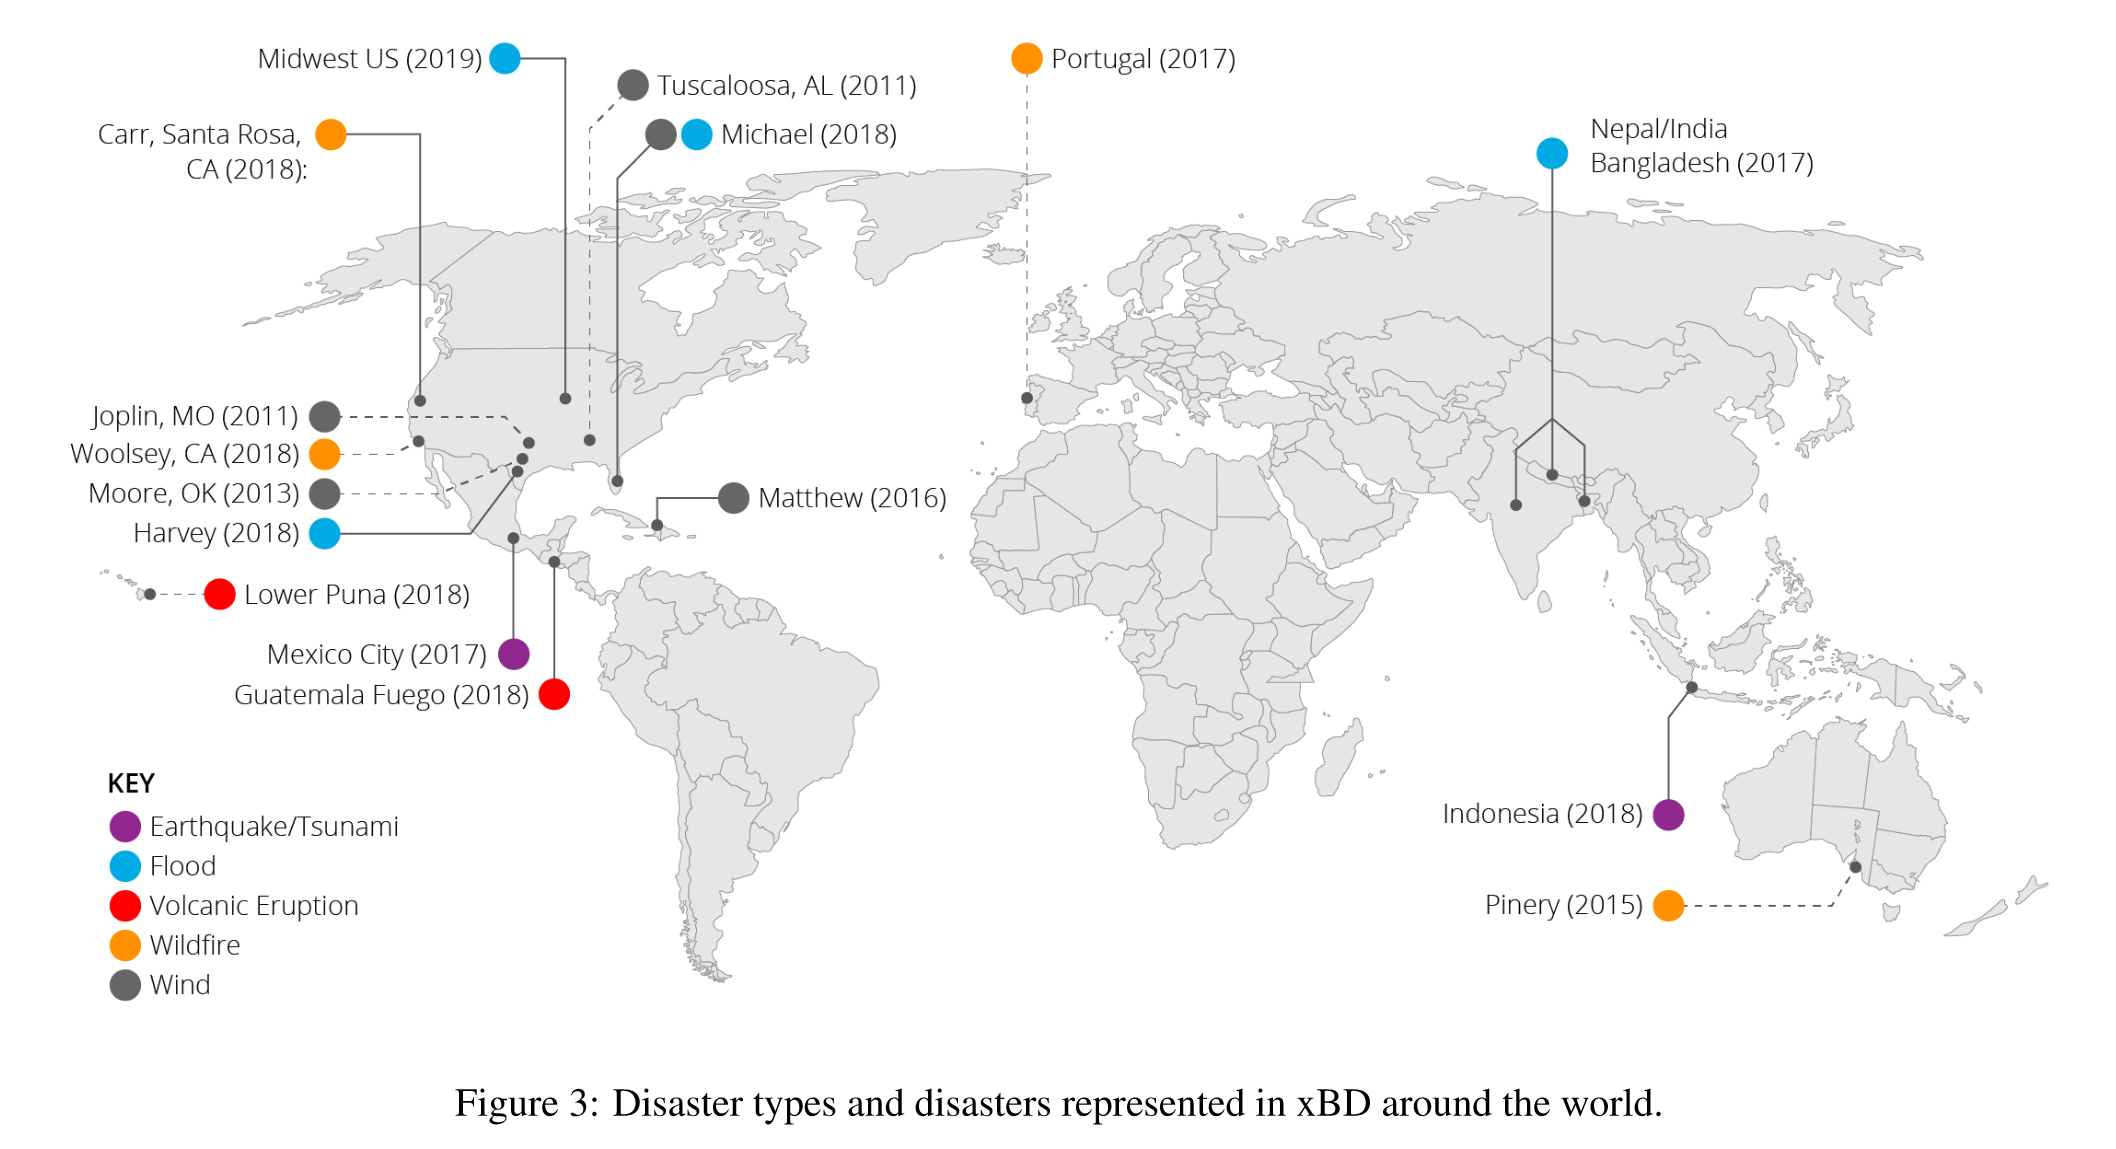 Midwest US (2019)
Tuscaloosa, AL (2011)
Michael (2018)
Carr, Santa Rosa,
CA (2018):
Portugal (2017)
Nepal/India
Bangladesh (2017)
Joplin, MO (2011)
Woolsey, CA (2018)
Moore, OK (2013)
Harvey (2018)
Matthew (2016)
Lower Puna (2018)
Mexico City (2017)
Guatemala Fuego (2018)
Indonesia (2018)
Pinery (2015)
KEY
Earthquake/Tsunami
Flood
Volcanic Eruption
Wildfire
Wind
Figure 3: Disaster types and disasters represented in xBD around the world.